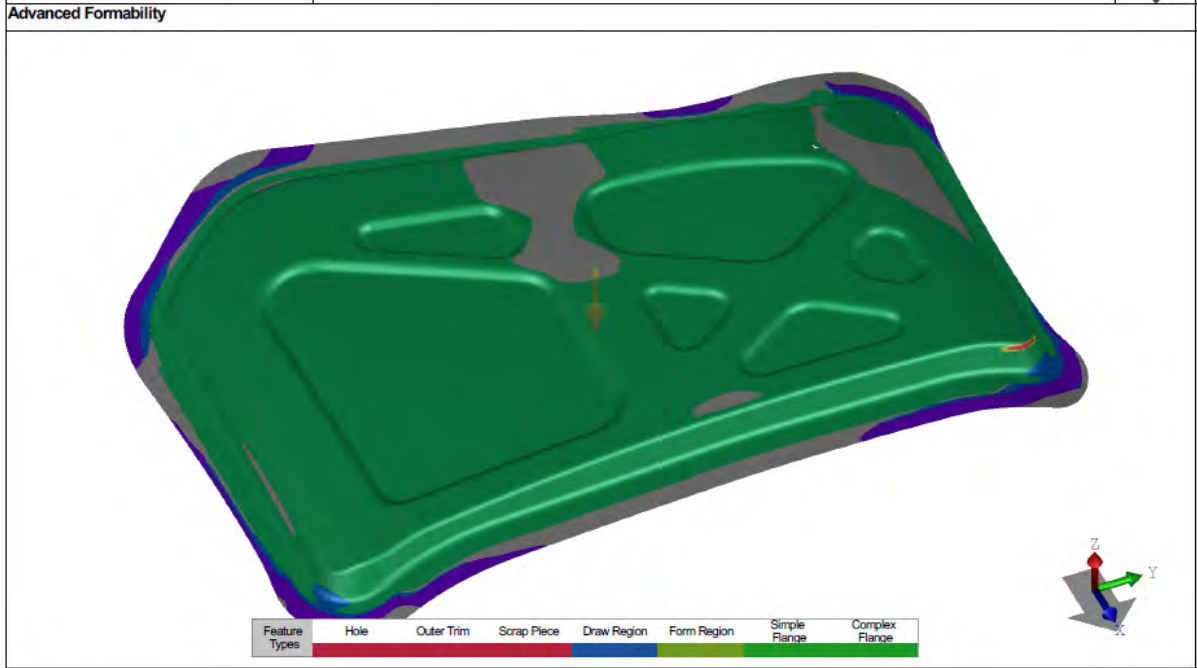 Advanced Formability
Z
Y
X
Feature Types
Hole
Outer Trim
Scrap Piece
Draw Region
Form Region
Simple Flange
Complex Flange